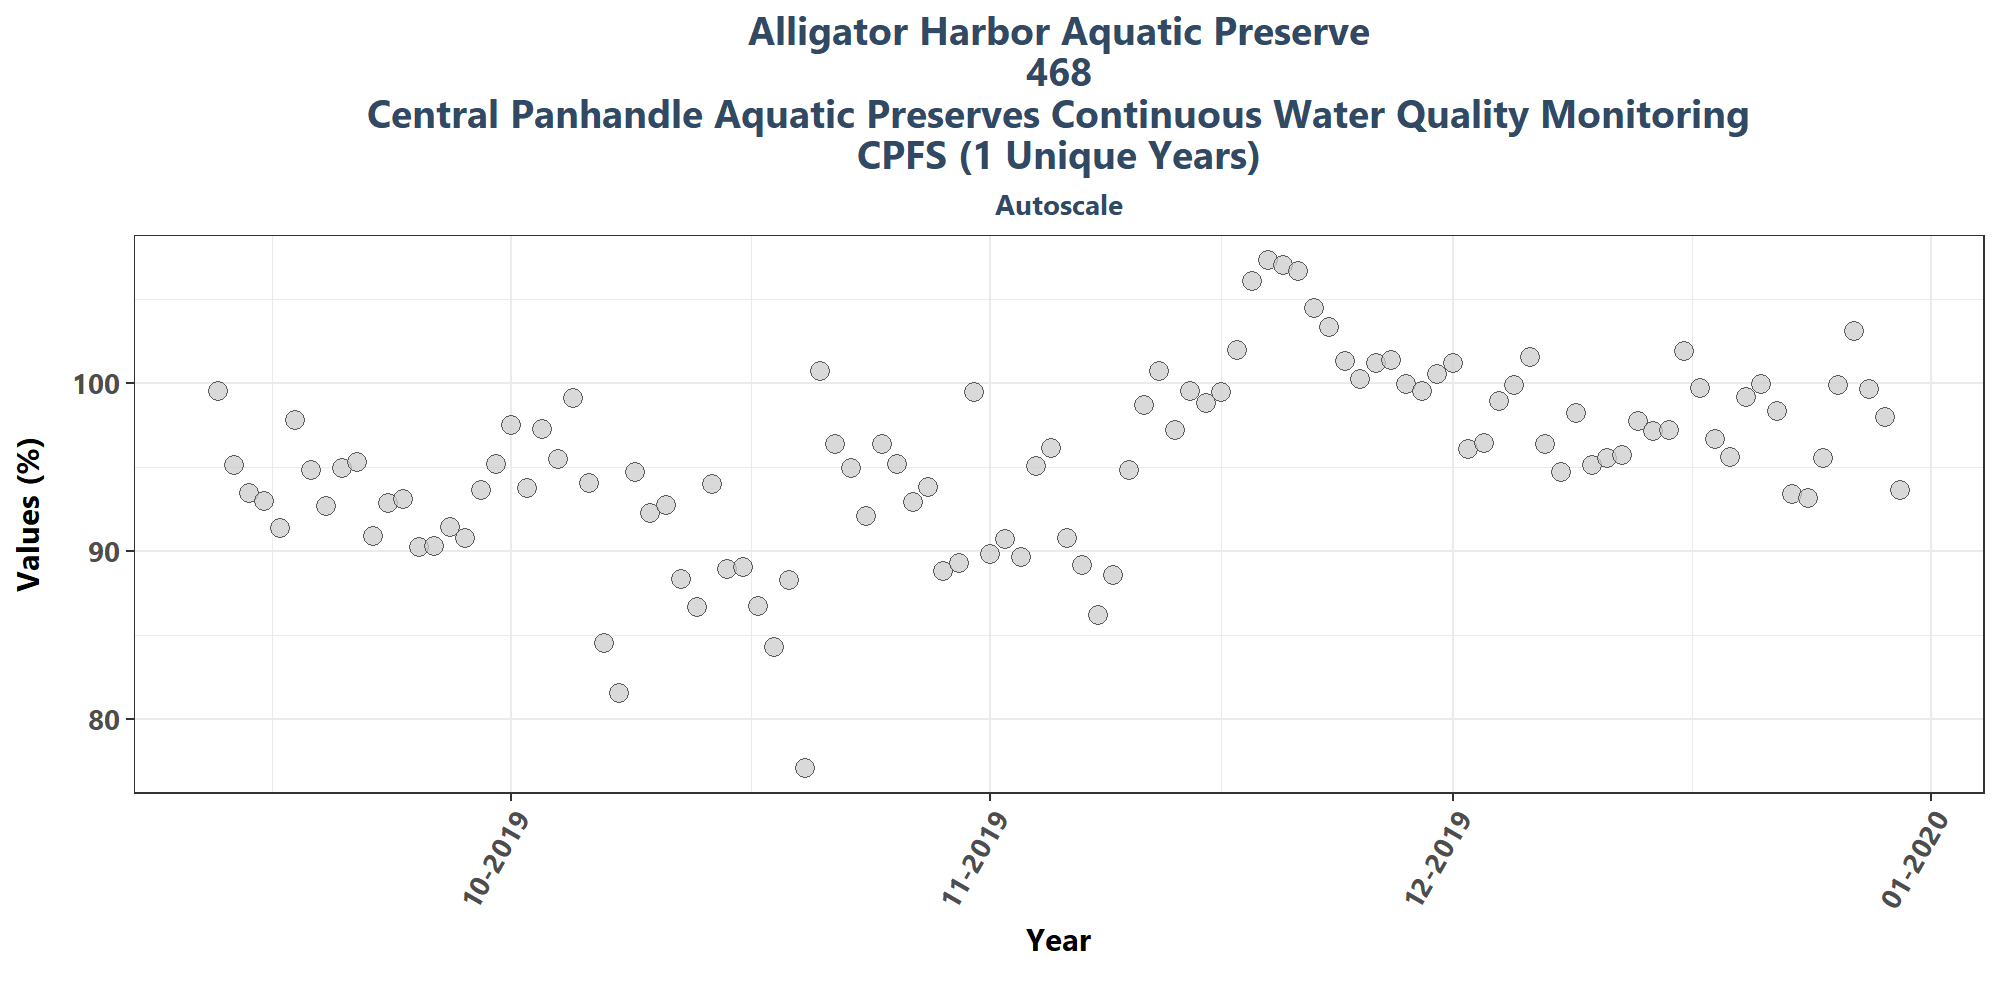 Alligator Harbor Aquatic Preserve
468
Central Panhandle Aquatic Preserves Continuous Water Quality Monitoring
CPFS (1 Unique Years)
Autoscale
Values (%)
100
90
80
10-2019
11-2019
12-2019
01-2020
Year